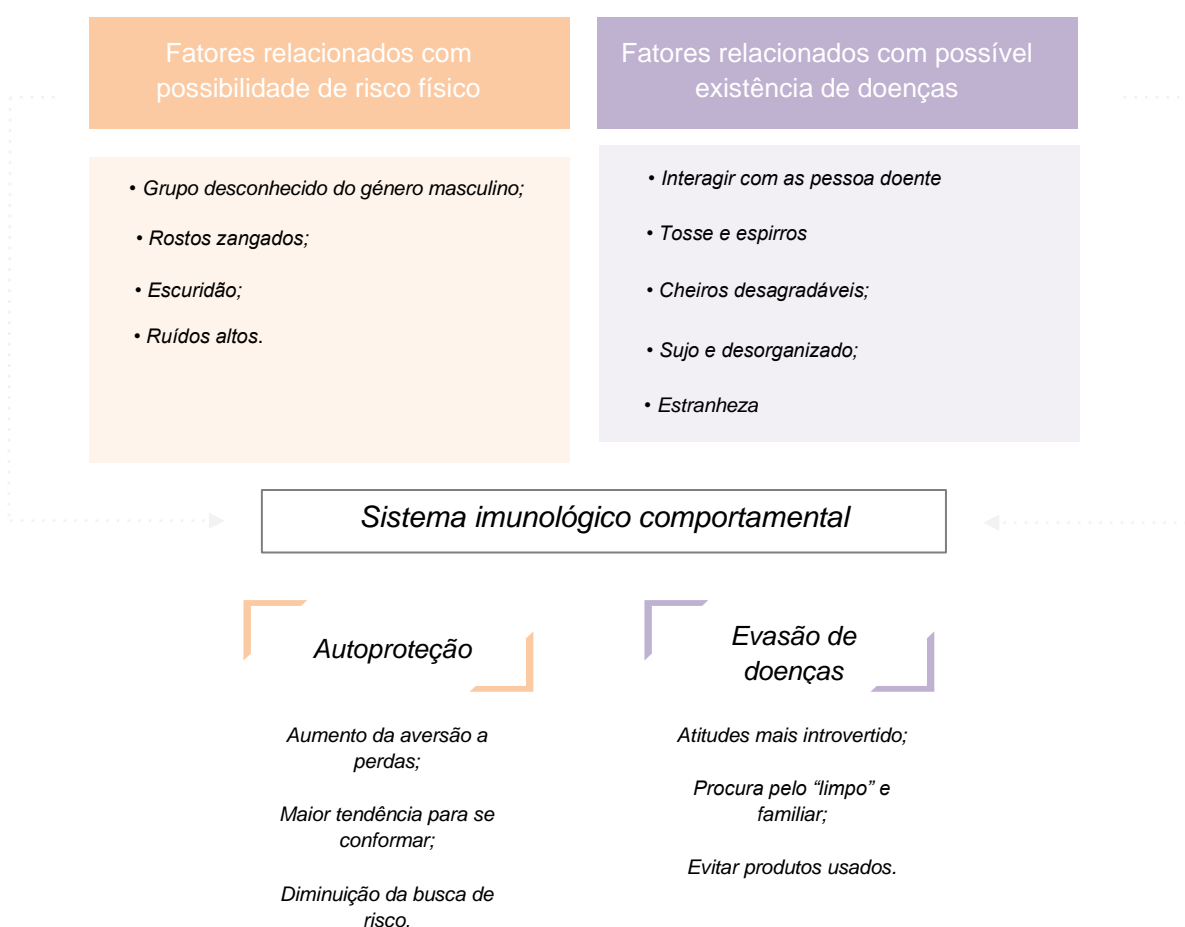 Fatores relacionados com
possibilidade de risco físico
Fatores relacionados com possível
existência de doenças
• Grupo desconhecido do género masculino;
• Rostos zangados;
• Escuridão;
• Ruídos altos.
• Interagir com as pessoa doente
• Tosse e espirros
• Cheiros desagradáveis;
• Sujo e desorganizado;
• Estranheza
Sistema imunológico comportamental
Autoproteção
Aumento da aversão a
perdas;
Maior tendência para se
conformar;
Diminuição da busca de
risco.
Evasão de
doenças
Atitudes mais introvertido;
Procura pelo “limpo” e
familiar;
Evitar produtos usados.